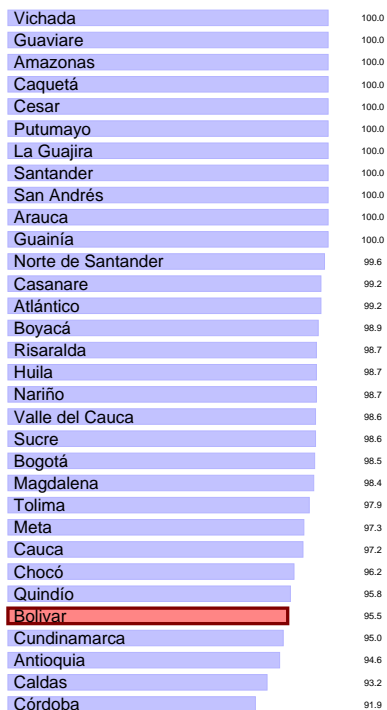 Vichada 100.0
Guaviare 100.0
Amazonas 100.0
Caquetá 100.0
Cesar 100.0
Putumayo 100.0
La Guajira 100.0
Santander 100.0
San Andrés 100.0
Arauca 100.0
Guainía 100.0
Norte de Santander 99.6
Casanare 99.2
Atlántico 99.2
Boyacá 98.9
Risaralda 98.7
Huila 98.7
Nariño 98.7
Valle del Cauca 98.6
Sucre 98.6
Bogotá 98.5
Magdalena 98.4
Tolima 97.9
Meta 97.3
Cauca 97.2
Chocó 96.2
Quindío 95.8
Bolivar 95.5
Cundinamarca 95.0
Antioquia 94.6
Caldas 93.2
Córdoba 91.9